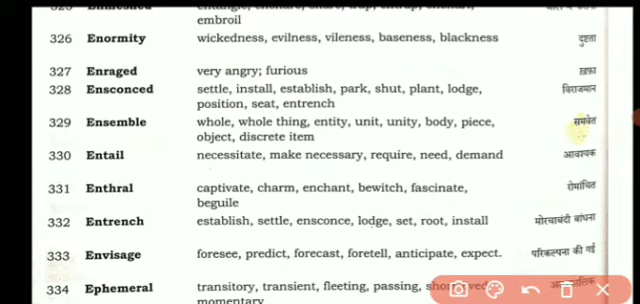 embroil
326 Enormity wickedness, evilness, vileness, baseness, blackness दुष्टता
327 Enraged very angry; furious ख़फ़ा
328 Ensconced settle, install, establish, park, shut, plant, lodge, विराजमान
position, seat, entrench
329 Ensemble whole, whole thing, entity, unit, unity, body, piece, समवेत
object, discrete item
330 Entail necessitate, make necessary, require, need, demand आवश्यक
331 Enthral captivate, charm, enchant, bewitch, fascinate, रोमांचित
beguile
332 Entrench establish, settle, ensconce, lodge, set, root, install मोरचाबंदी बांधना
333 Envisage foresee, predict, forecast, foretell, anticipate, expect. परिकल्पना की गई
334 Ephemeral transitory, transient, fleeting, passing,
momentary